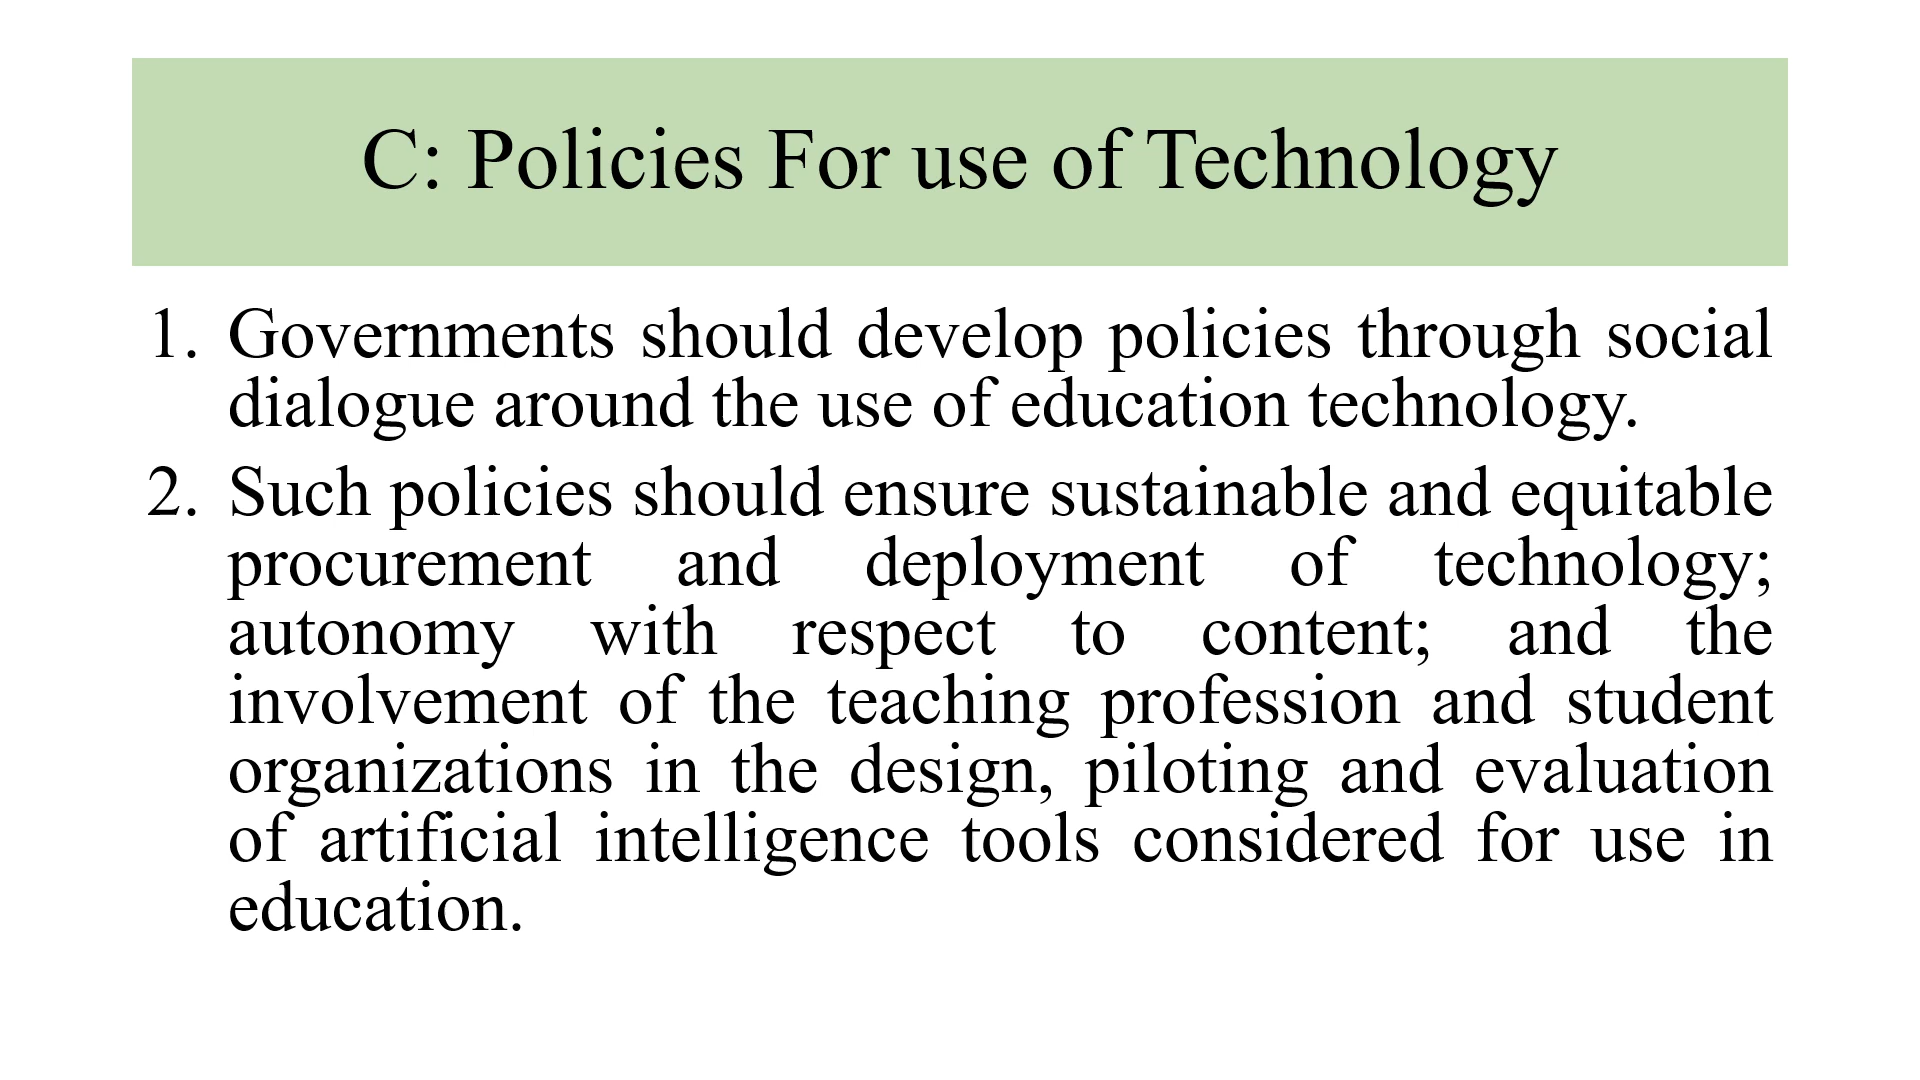 C: Policies For use of Technology
1. Governments should develop policies through social
dialogue around the use of education technology.
2. Such policies should ensure sustainable and equitable
procurement and deployment of technology;
autonomy with respect to content; and the
involvement of the teaching profession and student
organizations in the design, piloting and evaluation
of artificial intelligence tools considered for use in
education.